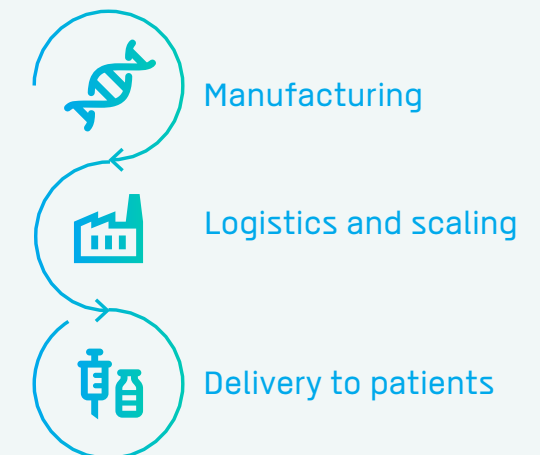 Manufacturing
Logistics and scaling
Delivery to patients